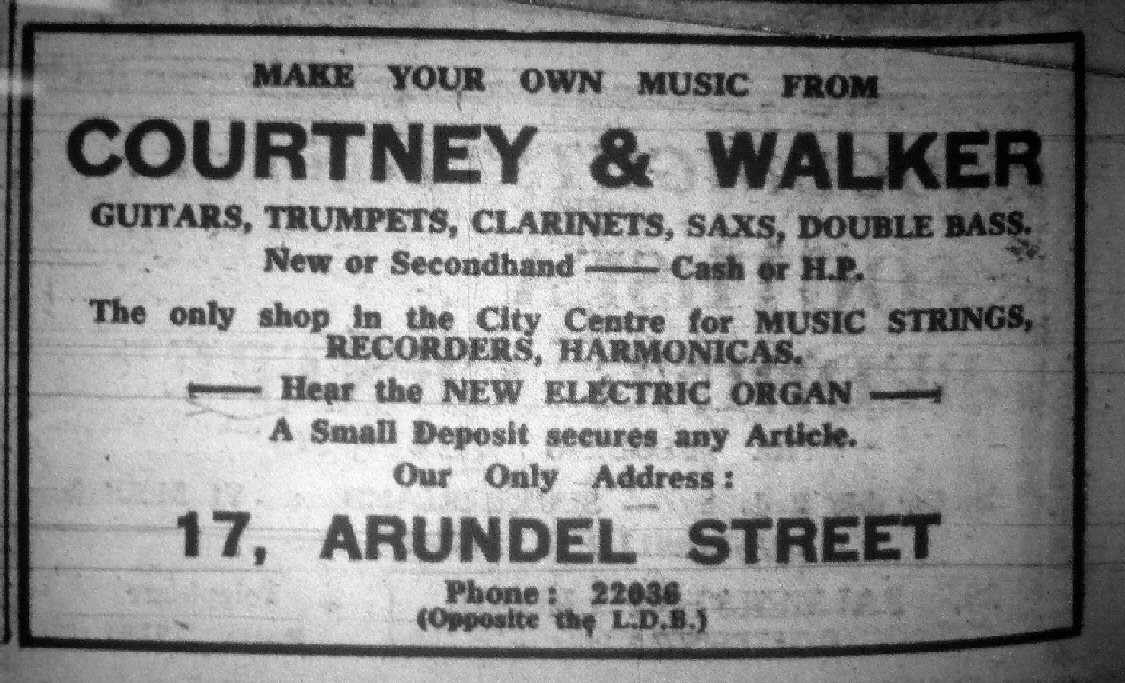 MAKE YOUR OWN MUSIC FROM
COURTNEY & WALKER
GUITARS, TRUMPETS, CLARINETS, SAXS, DOUBLE BASS.
New or Secondhand —— Cash or H.P.
The only shop in the City Centre for MUSIC STRINGS,
RECORDERS, HARMONICAS.
—— Hear the NEW ELECTRIC ORGAN ——
A Small Deposit secures any Article.
Our Only Address :
17, ARUNDEL STREET
Phone : 22036
(Opposite the L.D.B.)